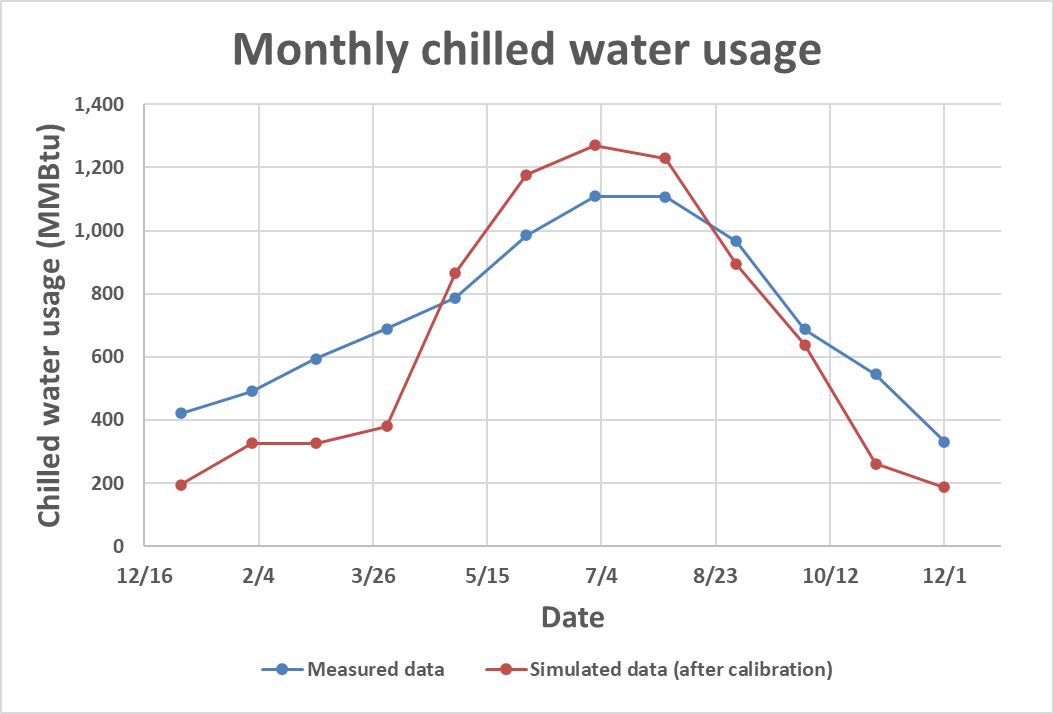 Monthly chilled water usage
Chilled water usage (MMBtu)
1,400
1,200
1,000
800
600
400
200
0
12/16 2/4 3/26 5/15 7/4 8/23 10/12 12/1
Date
Measured data Simulated data (after calibration)